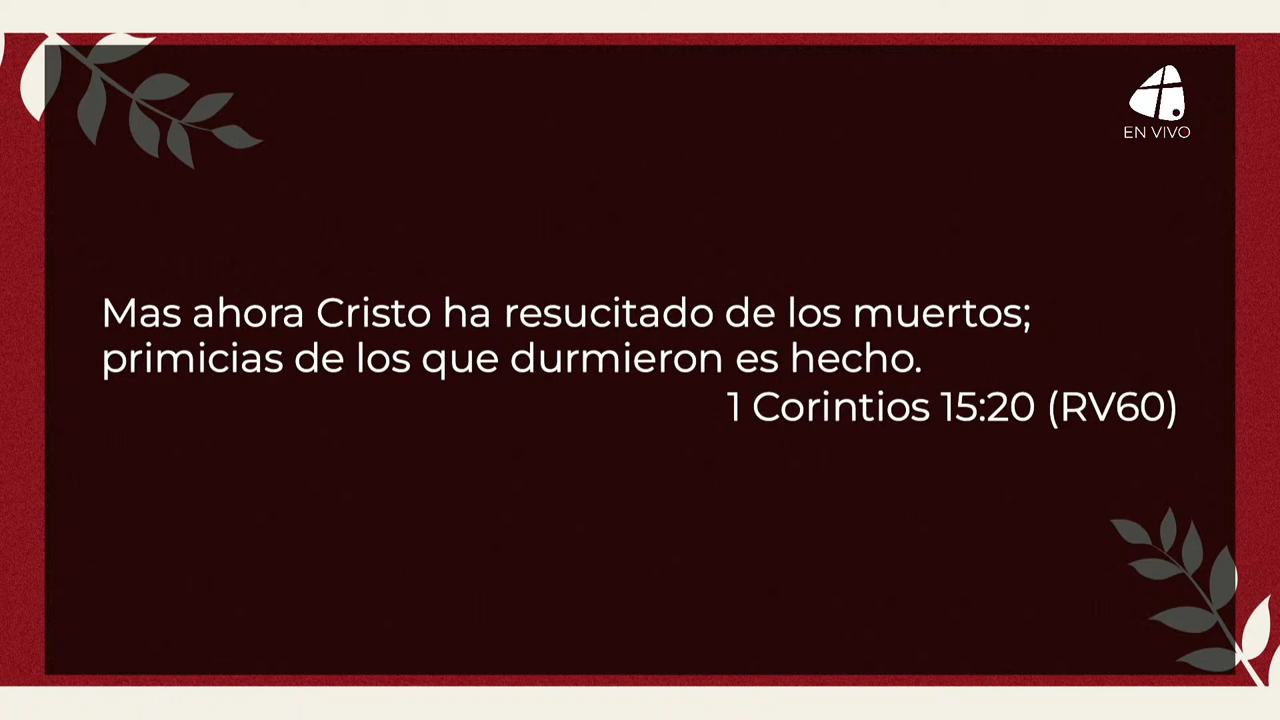 EN VIVO
Mas ahora Cristo ha resucitado de los muertos;
primicias de los que durmieron es hecho.
1 Corintios 15:20 (RV60)